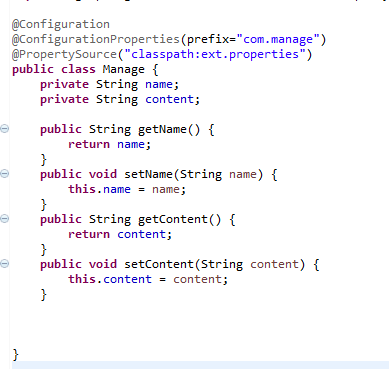 @Configuration
@ConfigurationProperties(prefix="com.manage")
@PropertySource("classpath:ext.properties")
public class Manage {
    private String name;
    private String content;

    public String getName() {
        return name;
    }
    public void setName(String name) {
        this.name = name;
    }
    public String getContent() {
        return content;
    }
    public void setContent(String content) {
        this.content = content;
    }

}